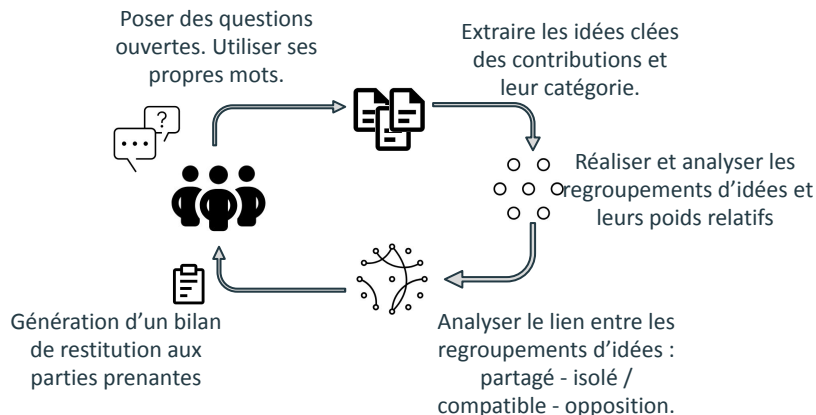 Poser des questions
ouvertes. Utiliser ses
propres mots.
Extraire les idées clées
des contributions et
leur catégorie.
?
Réaliser et analyser les
regroupements d'idées et
leurs poids relatifs
Génération d'un bilan
de restitution aux
parties prenantes
Analyser le lien entre les
regroupements d'idées :
partagé - isolé /
compatible - opposition.